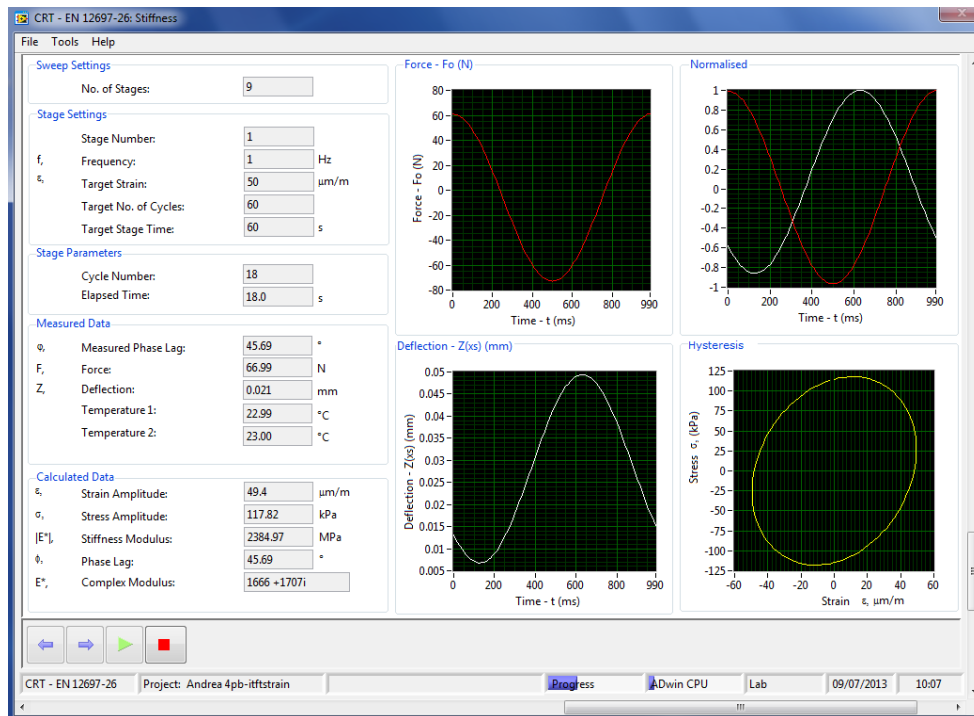 CRT - EN 12697-26: Stiffness
File Tools Help
Sweep Settings
No. of Stages: 9
Stage Settings
Stage Number: 1
f, Frequency: 1 Hz
ε, Target Strain: 50 μm/m
Target No. of Cycles: 60
Target Stage Time: 60 s
Stage Parameters
Cycle Number: 18
Elapsed Time: 18.0 s
Measured Data
φ, Measured Phase Lag: 45.69 °
F, Force: 66.99 N
Z, Deflection: 0.021 mm
Temperature 1: 22.99 °C
Temperature 2: 23.00 °C
Calculated Data
ε, Strain Amplitude: 49.4 μm/m
σ, Stress Amplitude: 117.82 kPa
|E*|, Stiffness Modulus: 2384.97 MPa
ϕ, Phase Lag: 45.69 °
E*, Complex Modulus: 1666 +1707i
Force - Fo (N)
Force - Fo (N)
80
60
40
20
0
-20
-40
-60
-80
0 200 400 600 800 990
Time - t (ms)
Normalised
1
0.8
0.6
0.4
0.2
0
-0.2
-0.4
-0.6
-0.8
-1
0 200 400 600 800 990
Time - t (ms)
Deflection - Z(xs) (mm)
Deflection - Z(xs) (mm)
0.05
0.045
0.04
0.035
0.03
0.025
0.02
0.015
0.01
0.005
0 200 400 600 800 990
Time - t (ms)
Hysteresis
Stress σ, (kPa)
125
100
75
50
25
0
-25
-50
-75
-100
-125
-60 -40 -20 0 20 40 60
Strain ε, μm/m
CRT - EN 12697-26 Project: Andrea 4pb-itftstrain Progress ADwin CPU Lab 09/07/2013 10:07